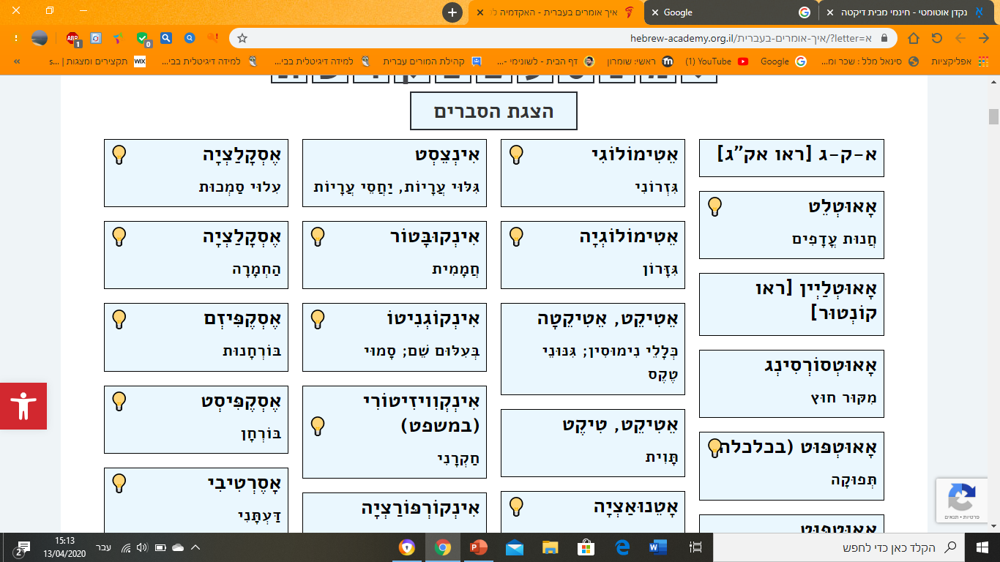 נקדן אוטומטי - חינמי מבית דיקטה
Google
איך אומרים בעברית - האקדמיה
hebrew-academy.org.il/איך-אומרים-בעברית/?letter=א
אפליקציות
סינאל מלל : שכר ומ...
Google
YouTube (1)
ראשי: שומרון
דף הבית - לשונימי -...
קהילת המורים עברית
למידה דיגיטלית בבי...
למידה דיגיטלית בבי...
תקצירים ומצגות | s...
הצגת הסברים
א-ק-ג [ראו אק"ג]
אָאוּטְלֵט
חֲנוּת עֳדָפִים
אָאוּטְלַיְין [ראו
קוֹנְטוּר]
אָאוּטְסוֹרְסִינְג
מִקּוּר חוּץ
אָאוּטְפּוּט (בכלכלה
תְּפוּקָה
אָאוּטְפּוּט
אֵטִימוֹלוֹגִי
גִּזְרוֹנִי
אֵטִימוֹלוֹגְיָה
גִּזָּרוֹן
אֵטִיקֵט, אֵטִיקֵטָה
כְּלָלֵי נִימוּסִין; גִּנּוּנֵי
טֶקֶס
אֵטִיקֵט, טִיקֶט
תָּוִית
אָטֵנוּאַצְיָה
אִינְצֶסְט
גִּלּוּי עֲרָיוֹת, יַחֲסֵי עֲרָיוֹת
אִינְקוּבָּטוֹר
חֲמָמִית
אִינְקוֹגְנִיטוֹ
בְּעִלּוּם שֵׁם; סָמוּי
אִינְקְוִויזִיטוֹרִי
(במשפט)
חַקְרָנִי
אִינְקוֹרְפּוֹרַצְיָה
אֶסְקָלַצְיָה
עִלּוּי סַמְכוּת
אֶסְקָלַצְיָה
הַחְמָרָה
אֶסְקֶפִּיזְם
בּוֹרְחָנוּת
אֶסְקֶפִּיסְט
בּוֹרְחָן
אָסֶרְטִיבִי
דַּעְתָּנִי
פרטיות - תנאים
הקלד כאן כדי לחפש
עבר
15:13
13/04/2020